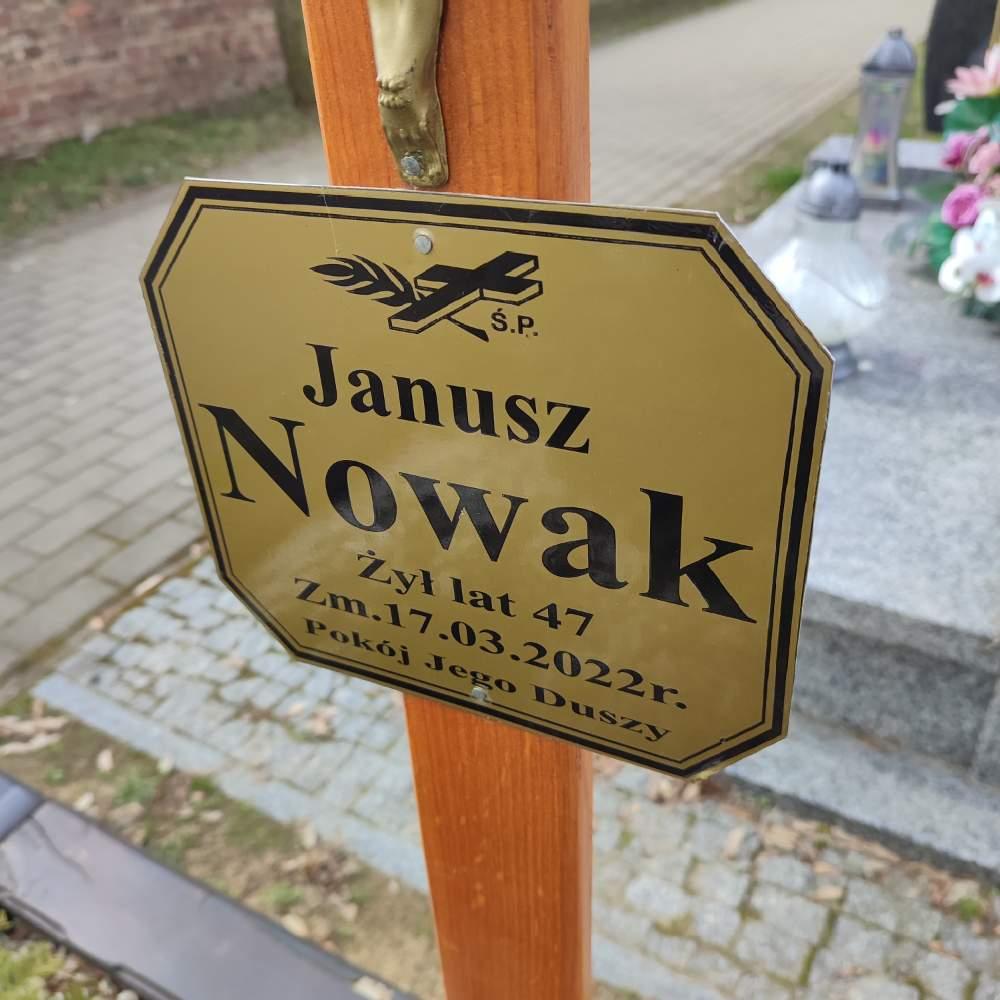 Ś.P.
Janusz
Nowak
Żył lat 47
Zm.17.03.2022r.
Pokój Jego Duszy